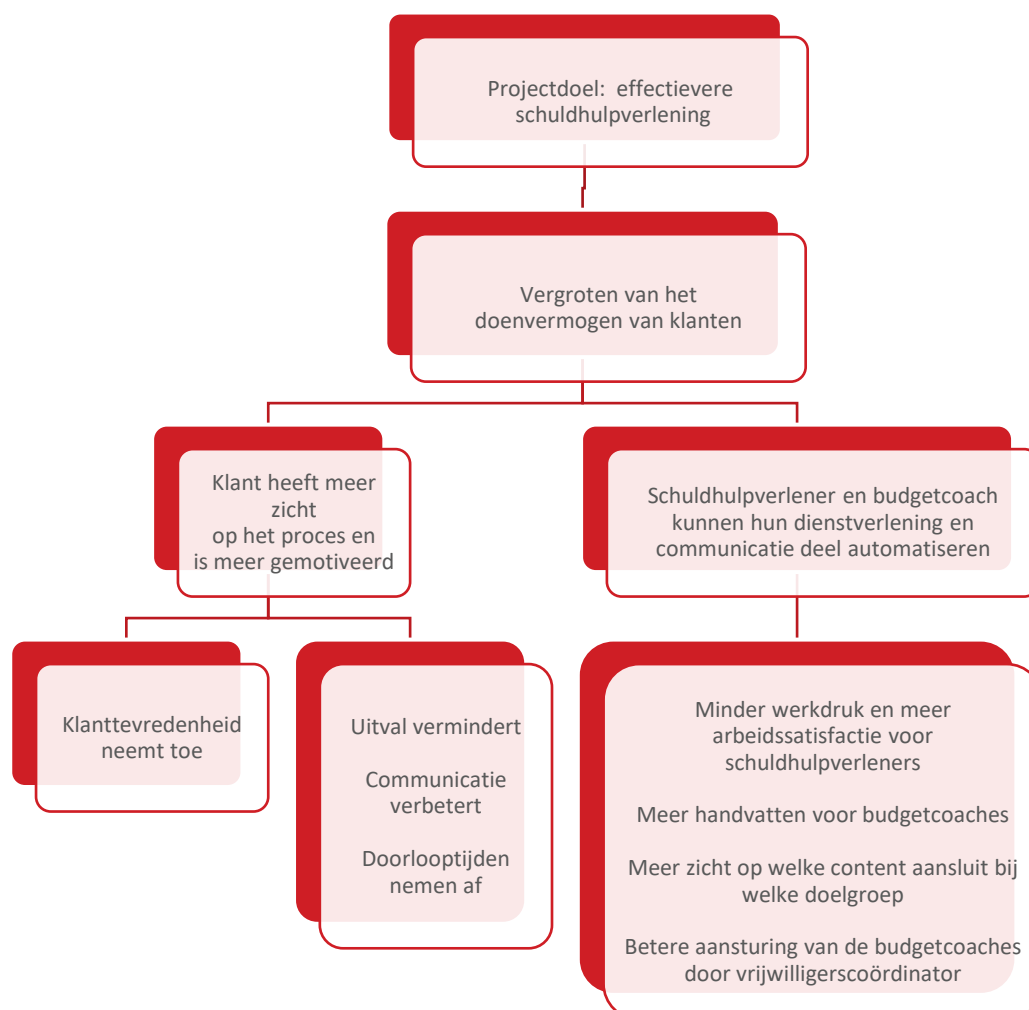 Projectdoel: effectievere
schuldhulpverlening
Vergroten van het
doenvermogen van klanten
Klant heeft meer
zicht
op het proces en
is meer gemotiveerd
Schuldhulpverlener en budgetcoach
kunnen hun dienstverlening en
communicatie deel automatiseren
Klanttevredenheid
neemt toe
Uitval vermindert
Communicatie
verbetert
Doorlooptijden
nemen af
Minder werkdruk en meer
arbeidssatisfactie voor
schuldhulpverleners
Meer handvatten voor budgetcoaches
Meer zicht op welke content aansluit bij
welke doelgroep
Betere aansturing van de budgetcoaches
door vrijwilligerscoördinator